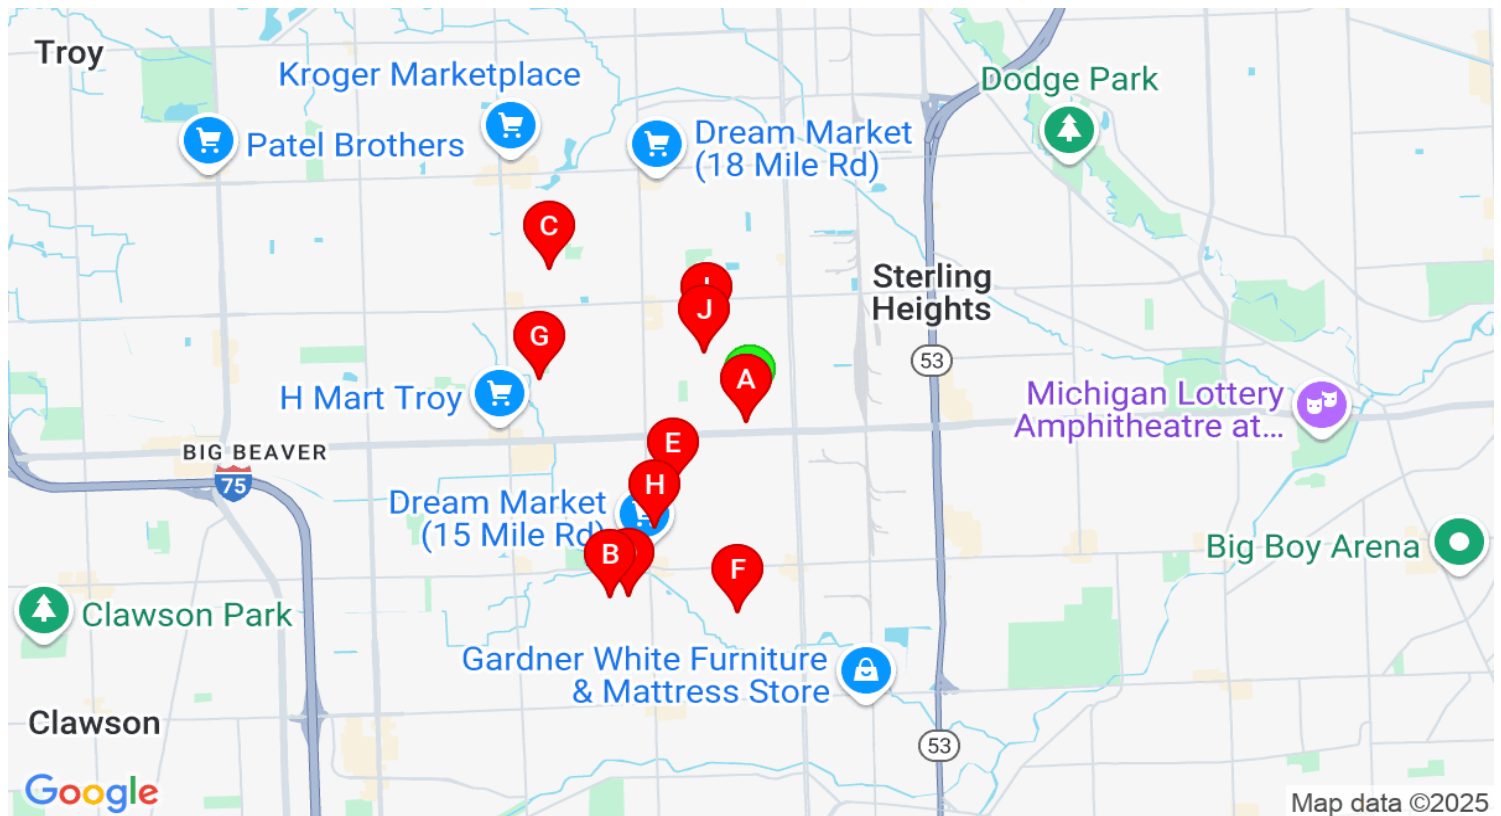 Troy
Kroger Marketplace
Dodge Park
Patel Brothers
Dream Market
(18 Mile Rd)
C
Sterling
Heights
J
G
53
A
H Mart Troy
Michigan Lottery
Amphitheatre at...
E
BIG BEAVER
75
H
Dream Market
(15 Mile Rd)
B
F
Big Boy Arena
Clawson Park
Gardner White Furniture
& Mattress Store
Clawson
53
Google
Map data ©2025